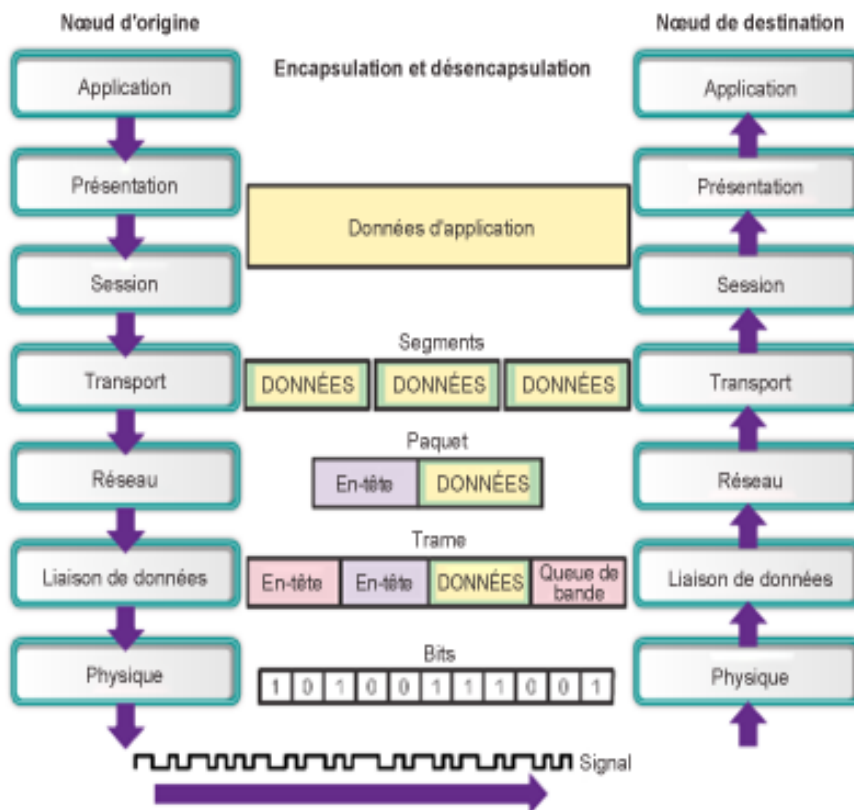 Nœud d'origine
Nœud de destination
Encapsulation et désencapsulation
Application
Application
Présentation
Données d'application
Présentation
Session
Session
Segments
Transport
DONNÉES DONNÉES DONNÉES
Transport
Paquet
Réseau
En-tête DONNÉES
Réseau
Trame
Liaison de données
En-tête En-tête DONNÉES Queue de
bande
Liaison de données
Bits
Physique
1 0 1 0 0 1 1 1 0 0 1
Physique
Signal